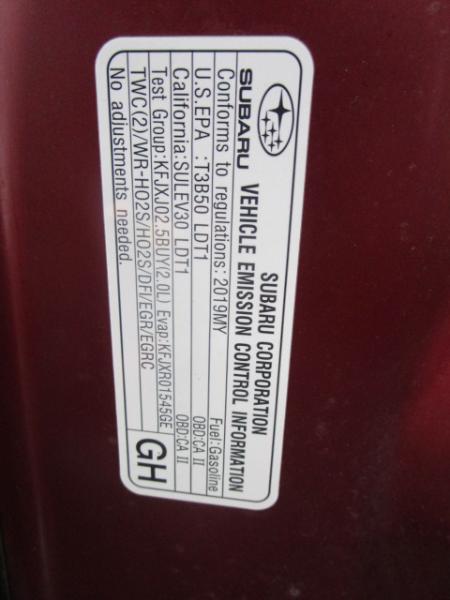 SUBARU CORPORATION
SUBARU VEHICLE EMISSION CONTROL INFORMATION
Conforms to regulations: 2019MY Fuel:Gasoline
U.S.EPA :T3B50 LDT1 OBD:CA II
California:SULEV30 LDT1 OBD:CA II
Test Group:KFJXJ02.5BUV(2.0L) Evap:KFJXR01545GE
TWC(2)/WR-HO2S/HO2S/DFI/EGR/EGRC
No adjustments needed.
GH